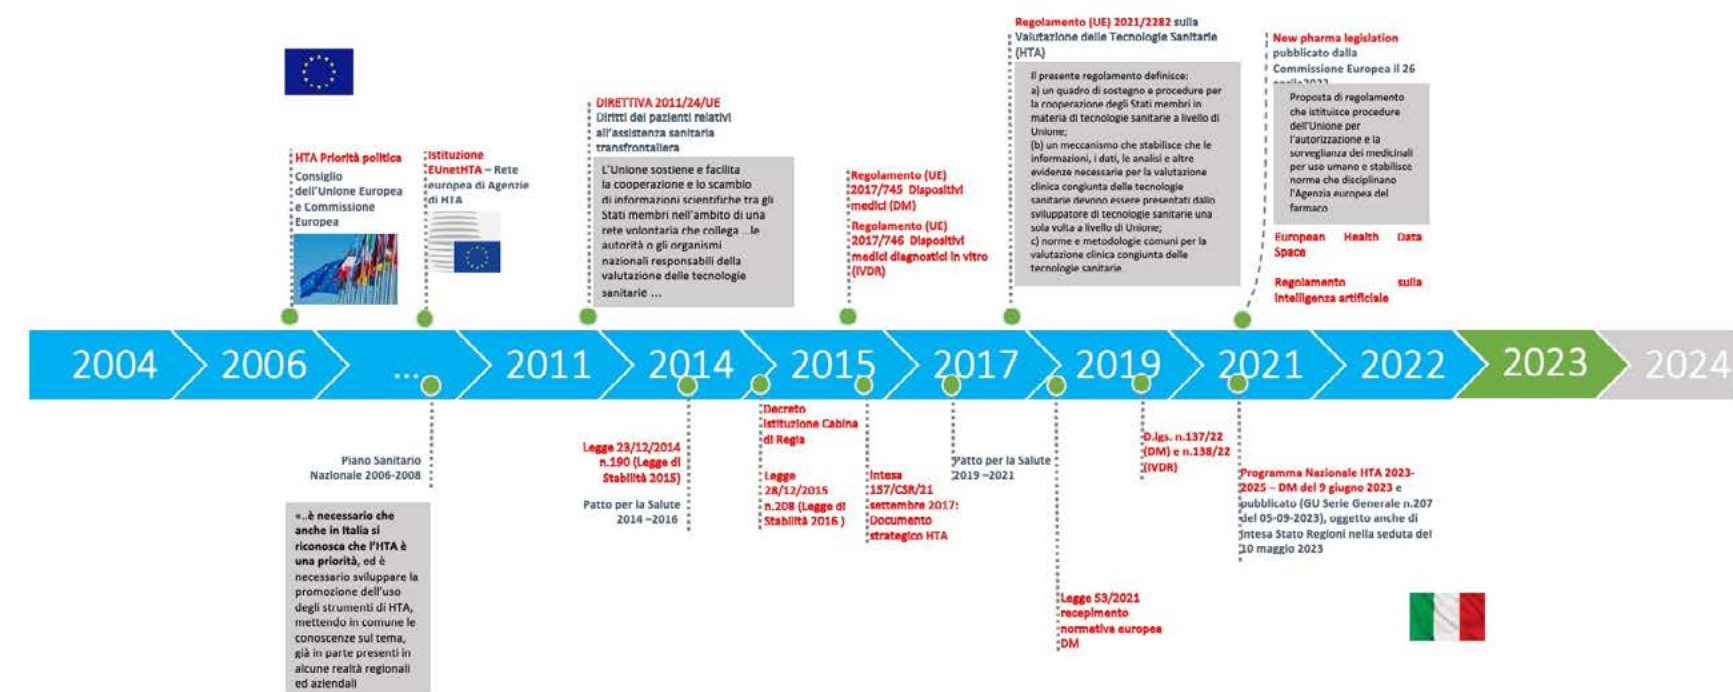 HTA Priorità politica
Consiglio
dell'Unione Europea
e Commissione
Europea
Istituzione
EUnetHTA – Rete
europea di Agenzie
di HTA
DIRETTIVA 2011/24/UE
Diritti dei pazienti relativi
all'assistenza sanitaria
transfrontaliera
L'Unione sostiene e facilita
la cooperazione e lo scambio
di informazioni scientifiche tra gli
Stati membri nell'ambito di una
rete volontaria che collega ...le
autorità o gli organismi
nazionali responsabili della
valutazione delle tecnologie
sanitarie ...
Regolamento (UE)
2017/745 Dispositivi
medici (DM)
Regolamento (UE)
2017/746 Dispositivi
medici diagnostici in vitro
(IVDR)
Regolamento (UE) 2021/2282 sulla
Valutazione delle Tecnologie Sanitarie
(HTA)
Il presente regolamento definisce:
a) un quadro di sostegno e procedure per
la cooperazione degli Stati membri in
materia di tecnologie sanitarie a livello di
Unione;
(b) un meccanismo che stabilisce che le
informazioni, i dati, le analisi e altre
evidenze necessarie per la valutazione
clinica congiunta delle tecnologie
sanitarie devono essere presentati dallo
sviluppatore di tecnologie sanitarie una
sola volta a livello di Unione;
c) norme e metodologie comuni per la
valutazione clinica congiunta delle
tecnologie sanitarie.
New pharma legislation
pubblicato dalla
Commissione Europea il 26
Proposta di regolamento
che istituisce procedure
dell'Unione per
l'autorizzazione e la
sorveglianza dei medicinali
per uso umano e stabilisce
norme che disciplinano
l'Agenzia europea del
farmaco
European Health Data
Space
Regolamento sulla
intelligenza artificiale
2004 2006 ... 2011 2014 2015 2017 2019 2021 2022 2023 2024
Piano Sanitario
Nazionale 2006-2008
«..è necessario che
anche in Italia si
riconosca che l'HTA è
una priorità, ed è
necessario sviluppare la
promozione dell'uso
degli strumenti di HTA,
mettendo in comune le
conoscenze sul tema,
già in parte presenti in
alcune realtà regionali
ed aziendali
Legge 23/12/2014
n.190 (Legge di
Stabilità 2015)
Patto per la Salute
2014 –2016
Decreto
istituzione Cabina
di Regia
Legge
28/12/2015
n.208 (Legge di
Stabilità 2016 )
Intesa
157/CSR/21
settembre 2017:
Documento
strategico HTA
Patto per la Salute
2019 –2021
Legge 53/2021
recepimento
normativa europea
DM
D.lgs. n.137/22
(DM) e n.138/22
(IVDR)
Programma Nazionale HTA 2023-
2025 – DM del 9 giugno 2023 e
pubblicato (GU Serie Generale n.207
del 05-09-2023), oggetto anche di
Intesa Stato Regioni nella seduta del
10 maggio 2023